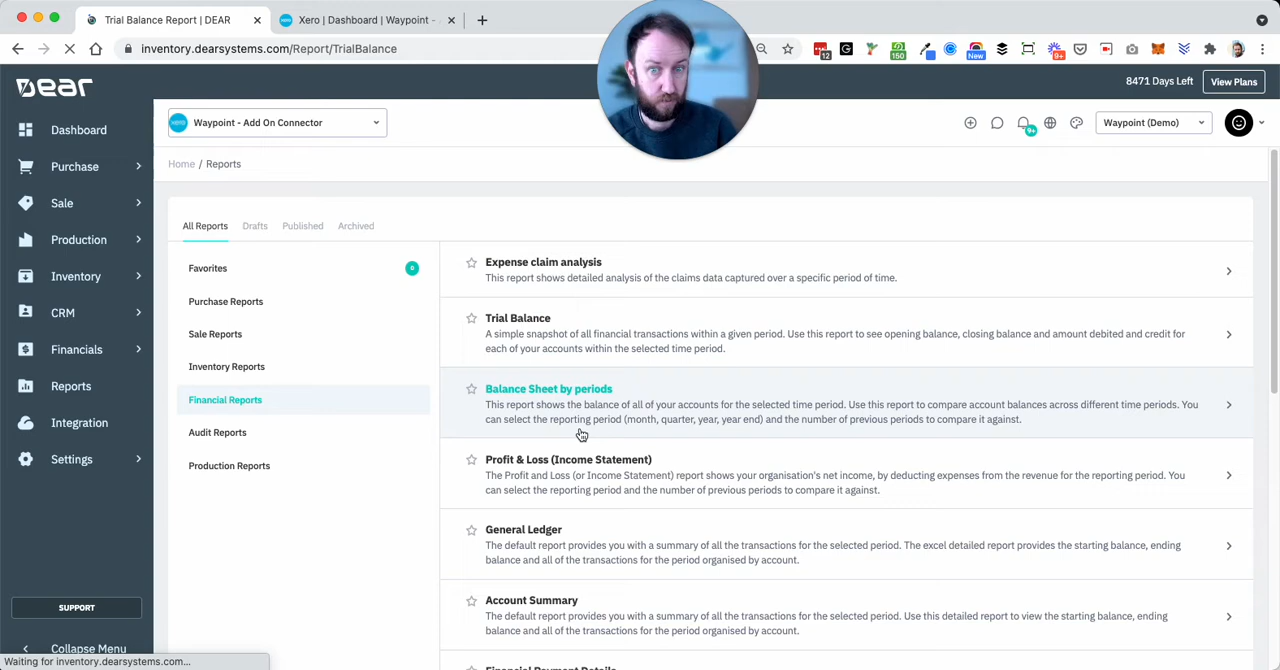 Trial Balance Report | DEAR
Xero | Dashboard | Waypoint -
inventory.dearsystems.com/Report/TrialBalance
12
150
New
9+
Dear
8471 Days Left
View Plans
Dashboard
Purchase
Sale
Production
Inventory
CRM
Financials
Reports
Integration
Settings
SUPPORT
Collapse Menu
Waiting for inventory.dearsystems.com...
xero
Waypoint - Add On Connector
9+
Waypoint (Demo)
Home / Reports
All Reports
Drafts
Published
Archived
Favorites
0
Purchase Reports
Sale Reports
Inventory Reports
Financial Reports
Audit Reports
Production Reports
Expense claim analysis
This report shows detailed analysis of the claims data captured over a specific period of time.
Trial Balance
A simple snapshot of all financial transactions within a given period. Use this report to see opening balance, closing balance and amount debited and credit for
each of your accounts within the selected time period.
Balance Sheet by periods
This report shows the balance of all of your accounts for the selected time period. Use this report to compare account balances across different time periods. You
can select the reporting period (month, quarter, year, year end) and the number of previous periods to compare it against.
Profit & Loss (Income Statement)
The Profit and Loss (or Income Statement) report shows your organisation's net income, by deducting expenses from the revenue for the reporting period. You
can select the reporting period and the number of previous periods to compare it against.
General Ledger
The default report provides you with a summary of all the transactions for the selected period. The excel detailed report provides the starting balance, ending
balance and all of the transactions for the period organised by account.
Account Summary
The default report provides you with a summary of all the transactions for the selected period. Use this detailed report to view the starting balance, ending
balance and all of the transactions for the period organised by account.
Financial Payment Details